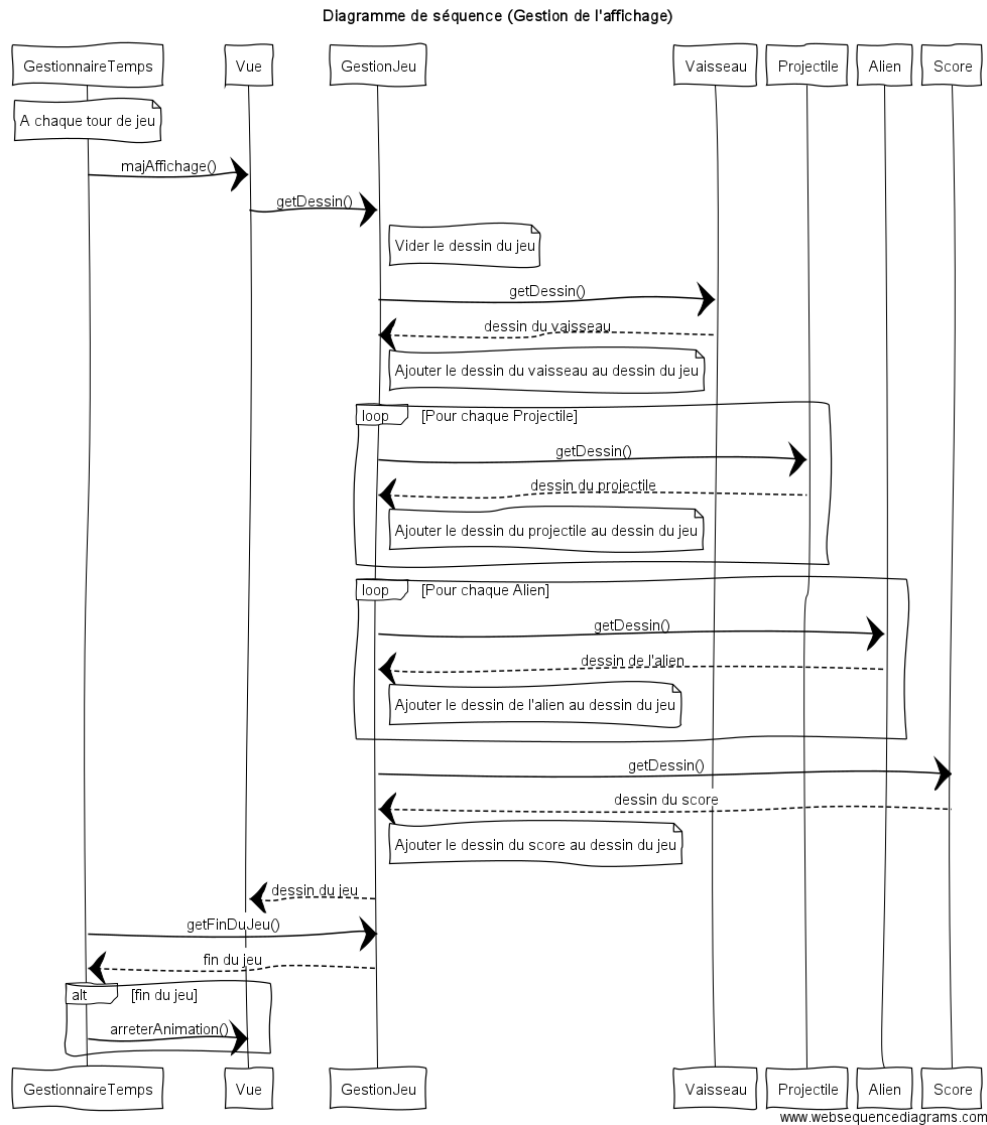 Diagramme de séquence (Gestion de l'affichage)
GestionnaireTemps Vue GestionJeu Vaisseau Projectile Alien Score
A chaque tour de jeu
majAffichage()
getDessin()
Vider le dessin du jeu
getDessin()
dessin du vaisseau
Ajouter le dessin du vaisseau au dessin du jeu
loop [Pour chaque Projectile]
getDessin()
dessin du projectile
Ajouter le dessin du projectile au dessin du jeu
loop [Pour chaque Alien]
getDessin()
dessin de l'alien
Ajouter le dessin de l'alien au dessin du jeu
getDessin()
dessin du score
Ajouter le dessin du score au dessin du jeu
dessin du jeu
getFinDuJeu()
fin du jeu
alt [fin du jeu]
arreterAnimation()
GestionnaireTemps Vue GestionJeu Vaisseau Projectile Alien Score
www.websequencediagrams.com